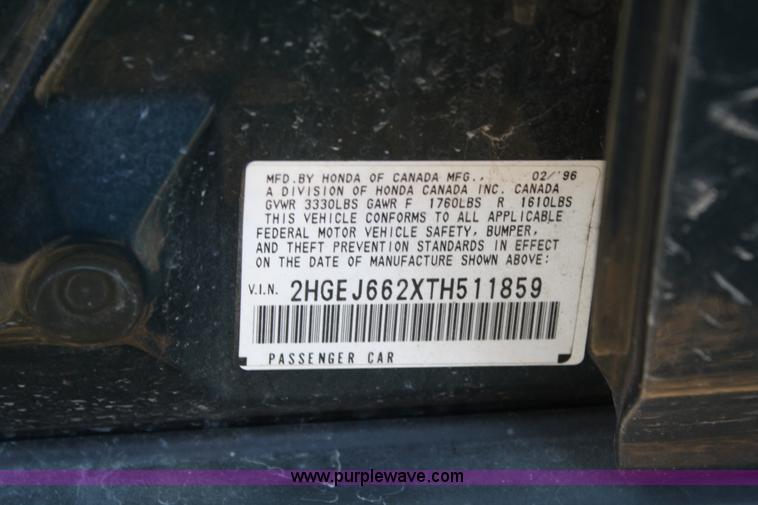 MFD. BY HONDA OF CANADA MFG., 02/'96
A DIVISION OF HONDA CANADA INC. CANADA
GVWR 3330LBS GAWR F 1760LBS R 1610LBS
THIS VEHICLE CONFORMS TO ALL APPLICABLE
FEDERAL MOTOR VEHICLE SAFETY, BUMPER,
AND THEFT PREVENTION STANDARDS IN EFFECT
ON THE DATE OF MANUFACTURE SHOWN ABOVE:
V.I.N. 2HGEJ662XTH511859
PASSENGER CAR
www.purplewave.com